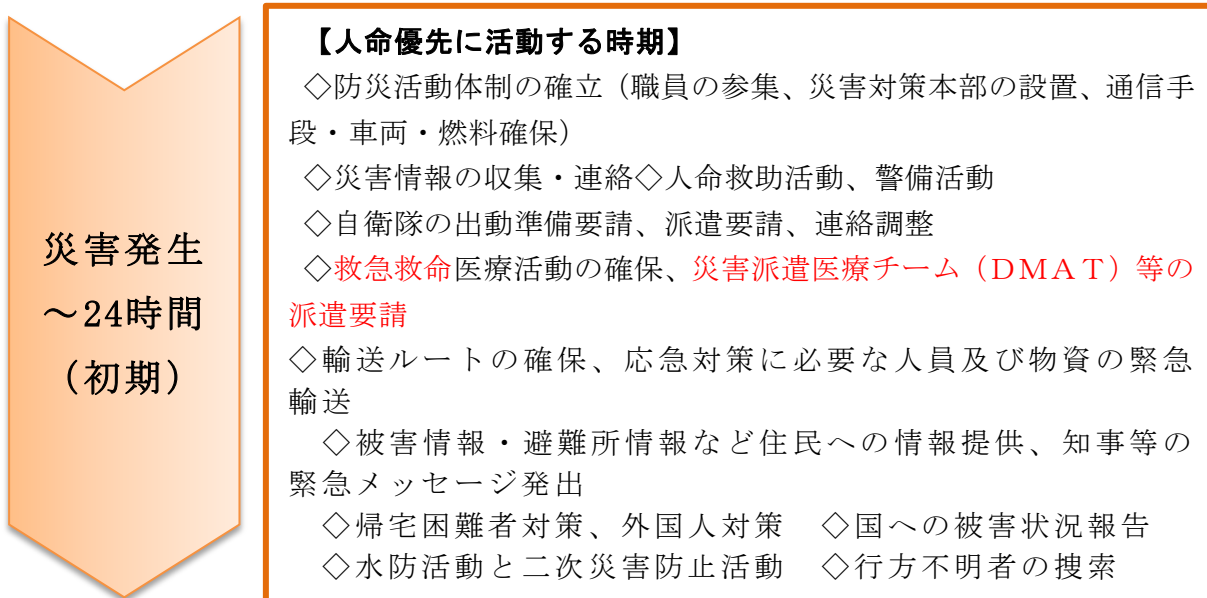 災害発生
～24時間
（初期）
【人命優先に活動する時期】
◇防災活動体制の確立（職員の参集、災害対策本部の設置、通信手
段・車両・燃料確保）
◇災害情報の収集・連絡◇人命救助活動、警備活動
◇自衛隊の出動準備要請、派遣要請、連絡調整
◇救急救命医療活動の確保、災害派遣医療チーム（ＤＭＡＴ）等の
派遣要請
◇輸送ルートの確保、応急対策に必要な人員及び物資の緊急
輸送
◇被害情報・避難所情報など住民への情報提供、知事等の
緊急メッセージ発出
◇帰宅困難者対策、外国人対策　◇国への被害状況報告
◇水防活動と二次災害防止活動　◇行方不明者の捜索